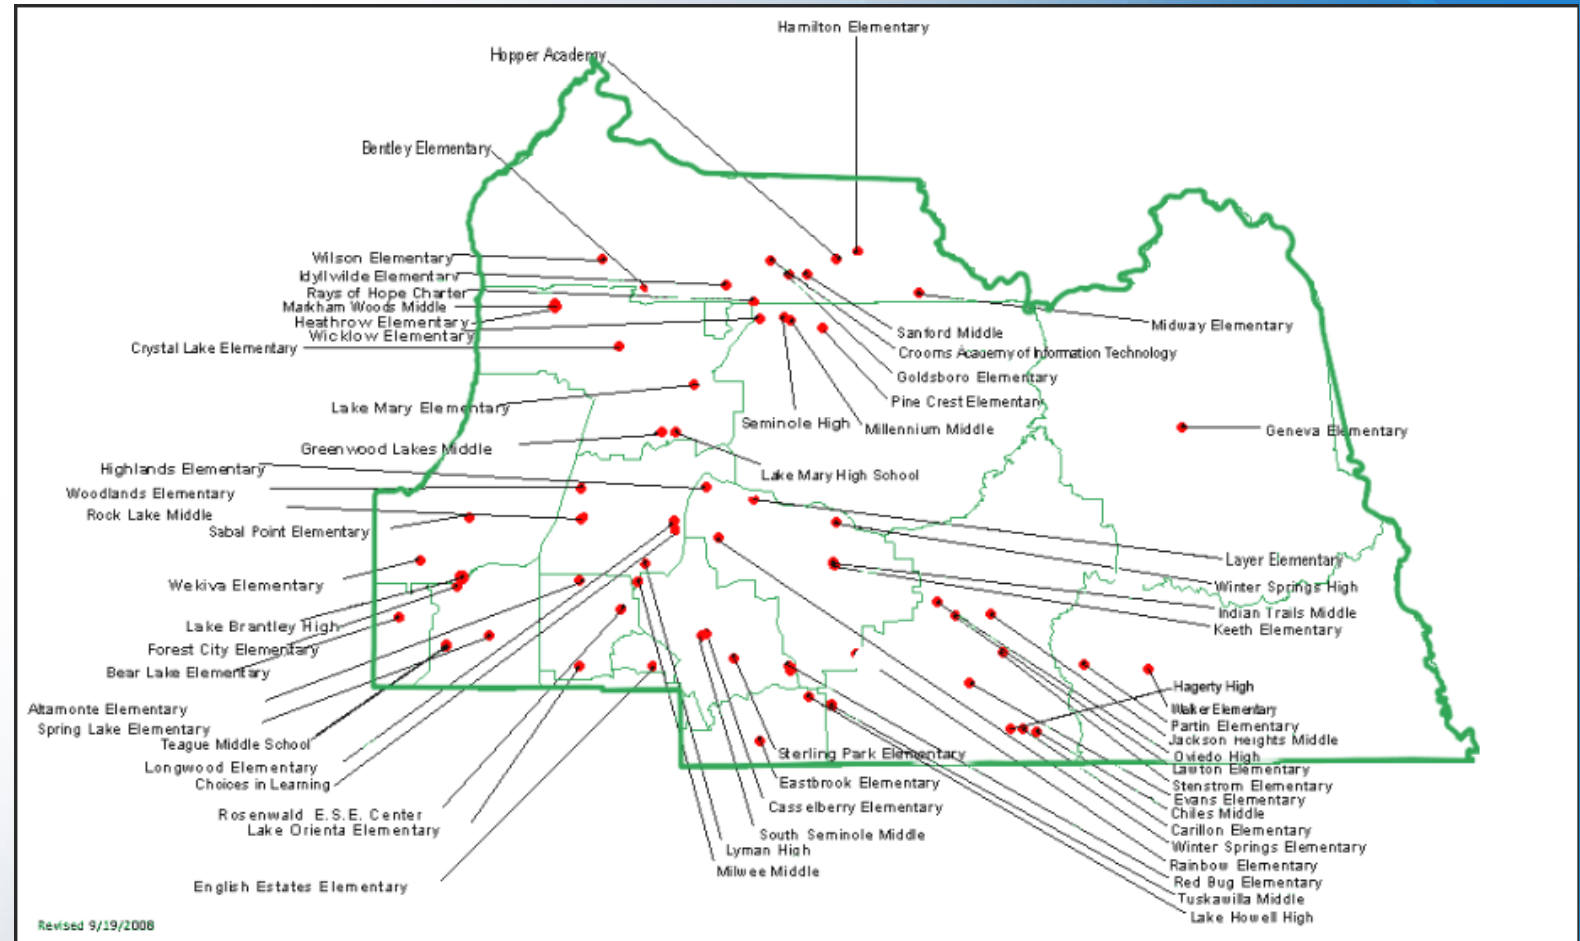 Hamilton Elementary
Hopper Academy
Bentley Elementary
Wilson Elementary
Idyllwilde Elementary
Rays of Hope Charter
Markham Woods Middle
Heathrow Elementary
Wicklow Elementary
Crystal Lake Elementary
Lake Mary Elementary
Greenwood Lakes Middle
Highlands Elementary
Woodlands Elementary
Rock Lake Middle
Sabal Point Elementary
Wekiva Elementary
Lake Brantley High
Forest City Elementary
Bear Lake Elementary
Altamonte Elementary
Spring Lake Elementary
Teague Middle School
Longwood Elementary
Choices in Learning
Rosenwald E.S.E. Center
Lake Orienta Elementary
English Estates Elementary
Sanford Middle
Crooms Academy of Information Technology
Goldsboro Elementary
Pine Crest Elementary
Seminole High
Millennium Middle
Lake Mary High School
Midway Elementary
Geneva Elementary
Layer Elementary
Winter Springs High
Indian Trails Middle
Keeth Elementary
Hagerty High
Walker Elementary
Partin Elementary
Jackson Heights Middle
Oviedo High
Lawton Elementary
Stenstrom Elementary
Evans Elementary
Chiles Middle
Carillon Elementary
Winter Springs Elementary
Rainbow Elementary
Red Bug Elementary
Tuskawilla Middle
Lake Howell High
Sterling Park Elementary
Eastbrook Elementary
Casselberry Elementary
South Seminole Middle
Lyman High
Milwee Middle
Revised 9/19/2008